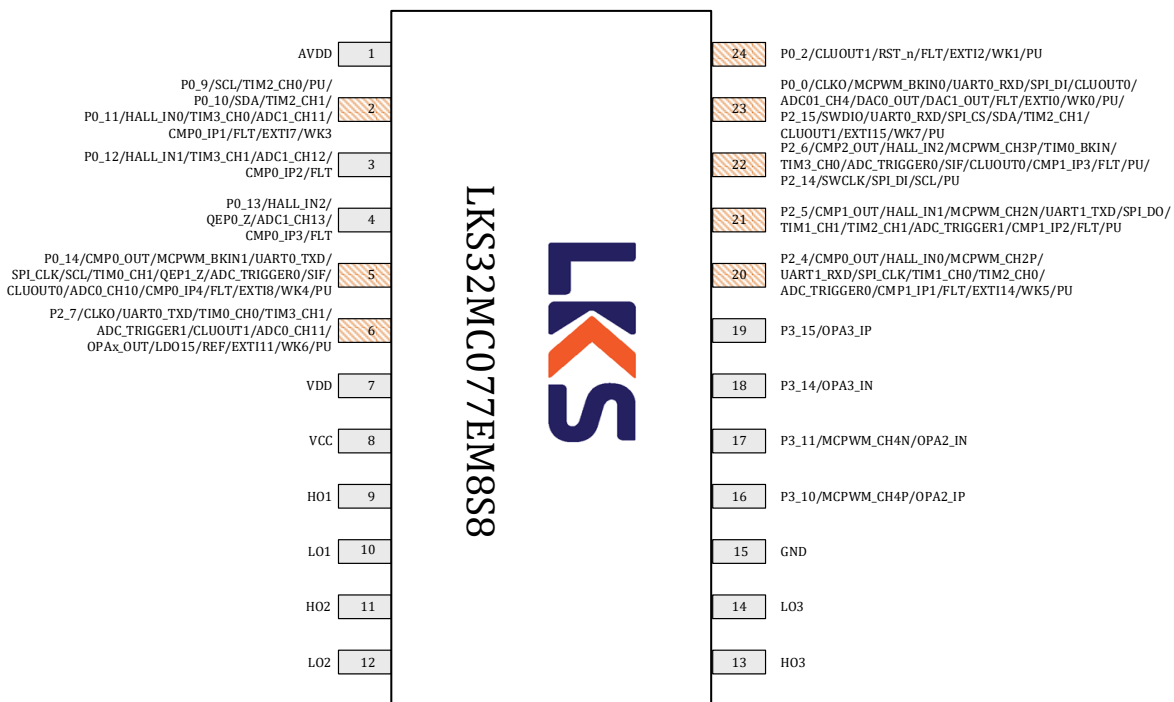 AVDD
1
P0_9/SCL/TIM2_CH0/PU/
P0_10/SDA/TIM2_CH1/
P0_11/HALL_IN0/TIM3_CH0/ADC1_CH11/
CMP0_IP1/FLT/EXTI7/WK3
2
P0_12/HALL_IN1/TIM3_CH1/ADC1_CH12/
CMP0_IP2/FLT
3
P0_13/HALL_IN2/
QEP0_Z/ADC1_CH13/
CMP0_IP3/FLT
4
P0_14/CMP0_OUT/MCPWM_BKIN1/UART0_TXD/
SPI_CLK/SCL/TIM0_CH1/QEP1_Z/ADC_TRIGGER0/SIF/
CLUOUT0/ADC0_CH10/CMP0_IP4/FLT/EXTI8/WK4/PU
5
P2_7/CLKO/UART0_TXD/TIM0_CH0/TIM3_CH1/
ADC_TRIGGER1/CLUOUT1/ADC0_CH11/
OPAx_OUT/LDO15/REF/EXTI11/WK6/PU
6
VDD
7
VCC
8
HO1
9
LO1
10
HO2
11
LO2
12
LKS32MC077EM8S8
LKS
24
P0_2/CLUOUT1/RST_n/FLT/EXTI2/WK1/PU
23
P0_0/CLKO/MCPWM_BKIN0/UART0_RXD/SPI_DI/CLUOUT0/
ADC01_CH4/DAC0_OUT/DAC1_OUT/FLT/EXTI0/WK0/PU/
P2_15/SWDIO/UART0_RXD/SPI_CS/SDA/TIM2_CH1/
CLUOUT1/EXTI15/WK7/PU
22
P2_6/CMP2_OUT/HALL_IN2/MCPWM_CH3P/TIM0_BKIN/
TIM3_CH0/ADC_TRIGGER0/SIF/CLUOUT0/CMP1_IP3/FLT/PU/
P2_14/SWCLK/SPI_DI/SCL/PU
21
P2_5/CMP1_OUT/HALL_IN1/MCPWM_CH2N/UART1_TXD/SPI_DO/
TIM1_CH1/TIM2_CH1/ADC_TRIGGER1/CMP1_IP2/FLT/PU
20
P2_4/CMP0_OUT/HALL_IN0/MCPWM_CH2P/
UART1_RXD/SPI_CLK/TIM1_CH0/TIM2_CH0/
ADC_TRIGGER0/CMP1_IP1/FLT/EXTI14/WK5/PU
19
P3_15/OPA3_IP
18
P3_14/OPA3_IN
17
P3_11/MCPWM_CH4N/OPA2_IN
16
P3_10/MCPWM_CH4P/OPA2_IP
15
GND
14
LO3
13
HO3